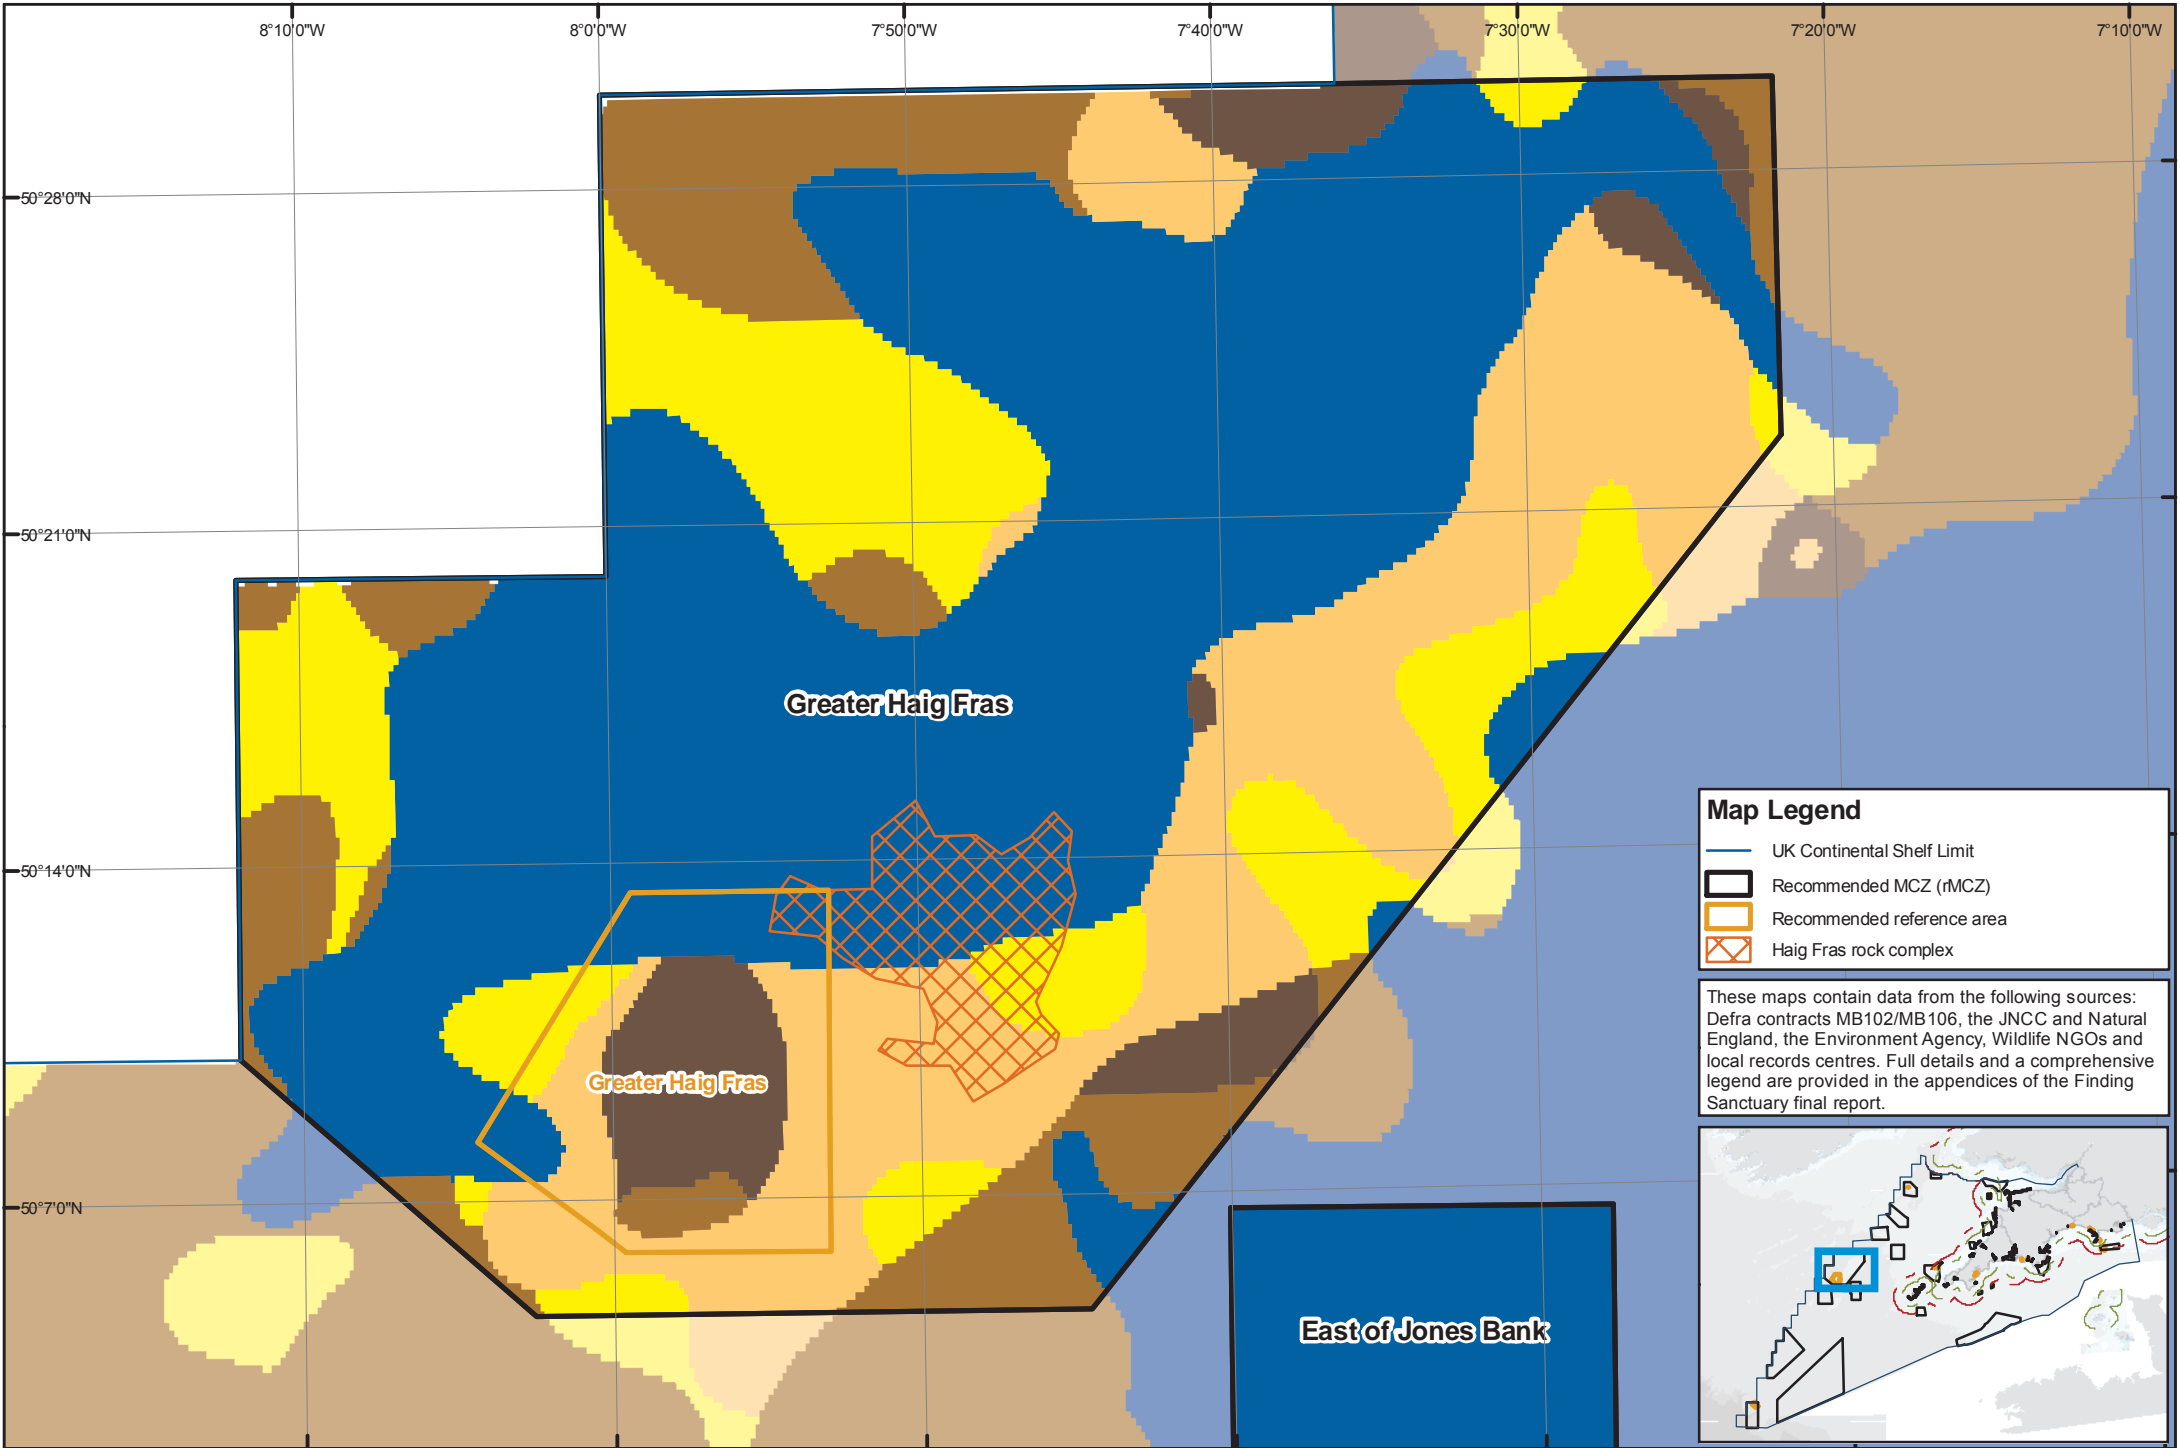 8°10'0"W
8°0'0"W
7°50'0"W
7°40'0"W
7°30'0"W
7°20'0"W
7°10'0"W
50°28'0"N
50°21'0"N
50°14'0"N
50°7'0"N
Greater Haig Fras
Greater Haig Fras
East of Jones Bank
Map Legend
UK Continental Shelf Limit
Recommended MCZ (rMCZ)
Recommended reference area
Haig Fras rock complex
These maps contain data from the following sources:
Defra contracts MB102/MB106, the JNCC and Natural
England, the Environment Agency, Wildlife NGOs and
local records centres. Full details and a comprehensive
legend are provided in the appendices of the Finding
Sanctuary final report.